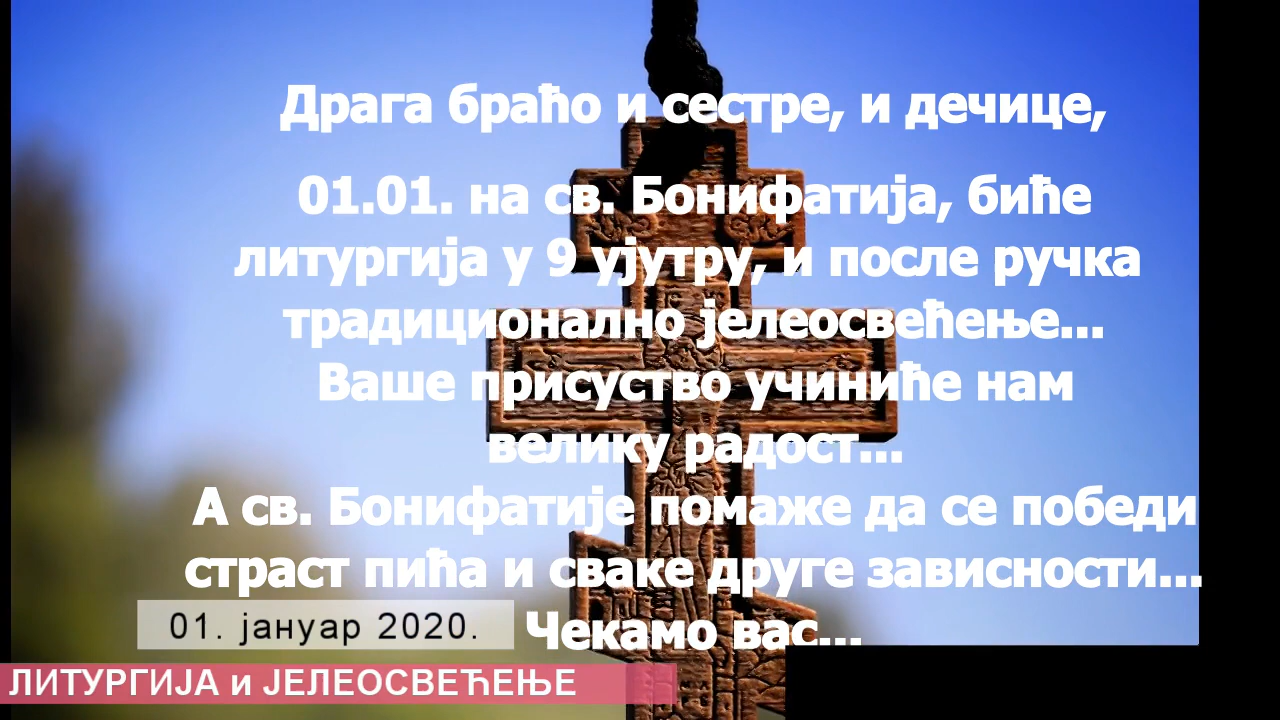 Драга браћо и сестре, и дечице,
01.01. на св. Бонифатија, биће
литургија у 9 ујутру, и после ручка
традиционално јелеосвећење...
Ваше присуство учиниће нам
велику радост...
А св. Бонифатије помаже да се победи
страст пића и сваке друге зависности...
Чекамо вас...
01. јануар 2020.
ЛИТУРГИЈА и ЈЕЛЕОСВЕЋЕЊЕ